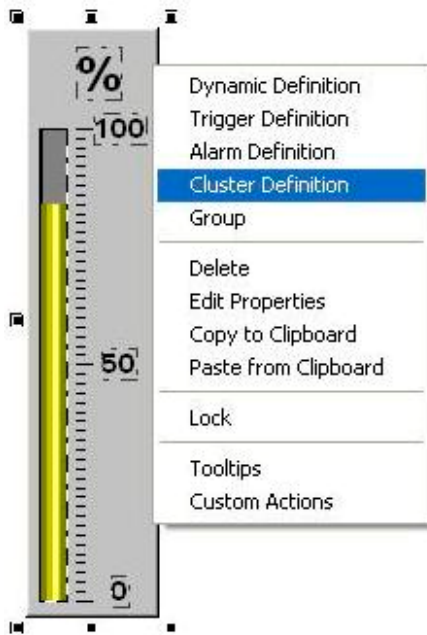 %
100
50
0
Dynamic Definition
Trigger Definition
Alarm Definition
Cluster Definition
Group
Delete
Edit Properties
Copy to Clipboard
Paste from Clipboard
Lock
Tooltips
Custom Actions